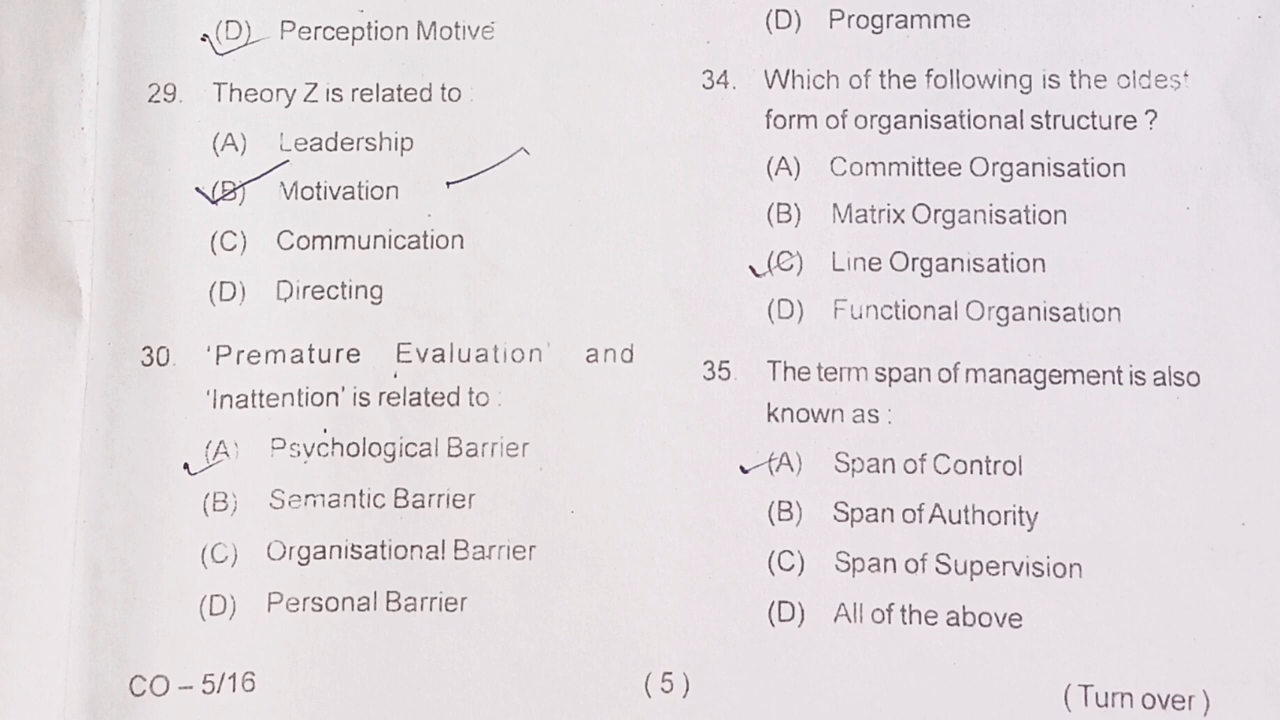 (D) Perception Motive
29. Theory Z is related to :
(A) Leadership
(B) Motivation
(C) Communication
(D) Directing
30. 'Premature Evaluation' and
'Inattention' is related to :
(A) Psychological Barrier
(B) Semantic Barrier
(C) Organisational Barrier
(D) Personal Barrier
(D) Programme
34. Which of the following is the oldest
form of organisational structure ?
(A) Committee Organisation
(B) Matrix Organisation
(C) Line Organisation
(D) Functional Organisation
35. The term span of management is also
known as :
(A) Span of Control
(B) Span of Authority
(C) Span of Supervision
(D) All of the above
CO – 5/16
( 5 )
( Turn over )